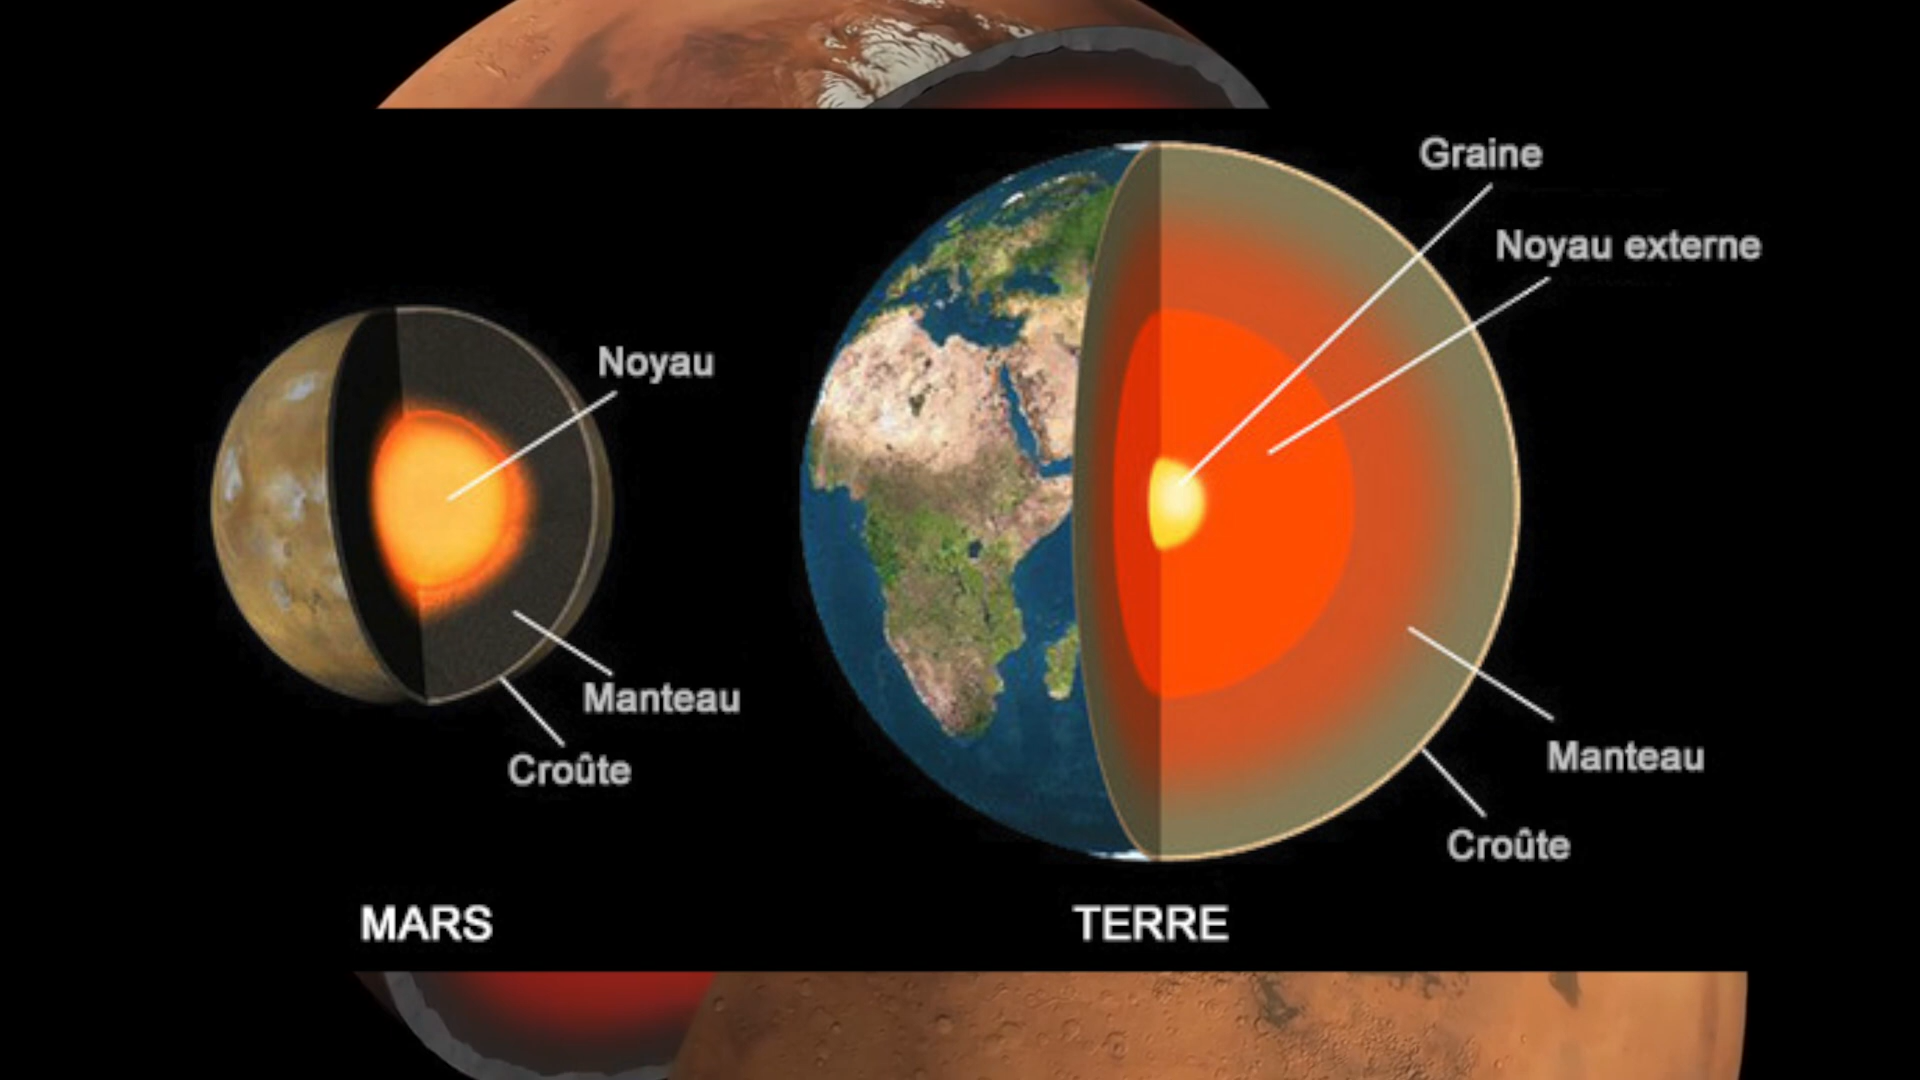 Graine
Noyau externe
Noyau
Manteau
Croûte
Manteau
Croûte
MARS
TERRE